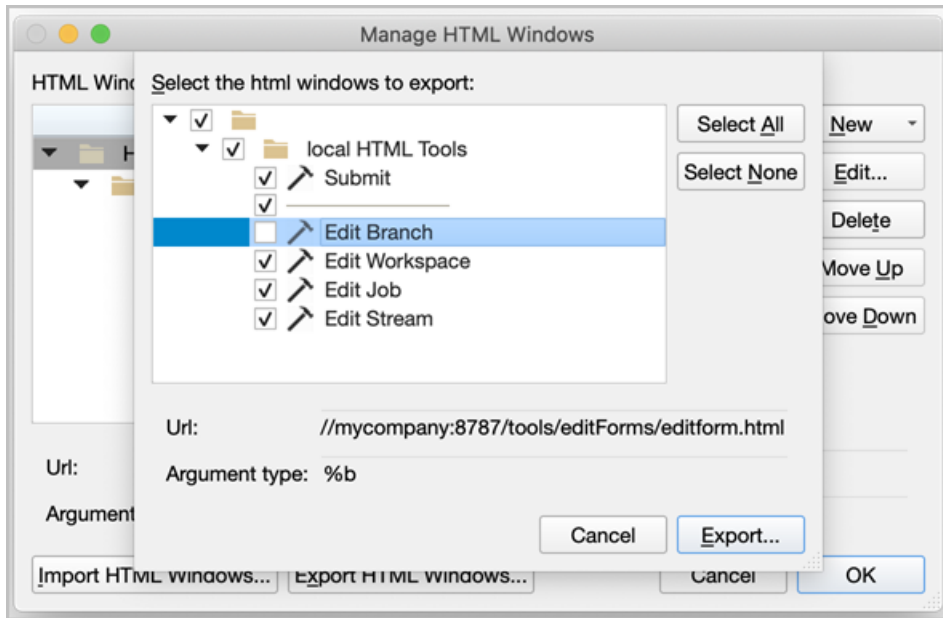 Manage HTML Windows
HTML Wind
Select the html windows to export:
Select All
New
local HTML Tools
Submit
Select None
Edit...
Edit Branch
Delete
Edit Workspace
Move Up
Edit Job
Edit Stream
ove Down
Url: //mycompany:8787/tools/editForms/editform.html
Url:
Argument type: %b
Argument
Cancel
Export...
Import HTML Windows...
Export HTML Windows...
Cancel
OK